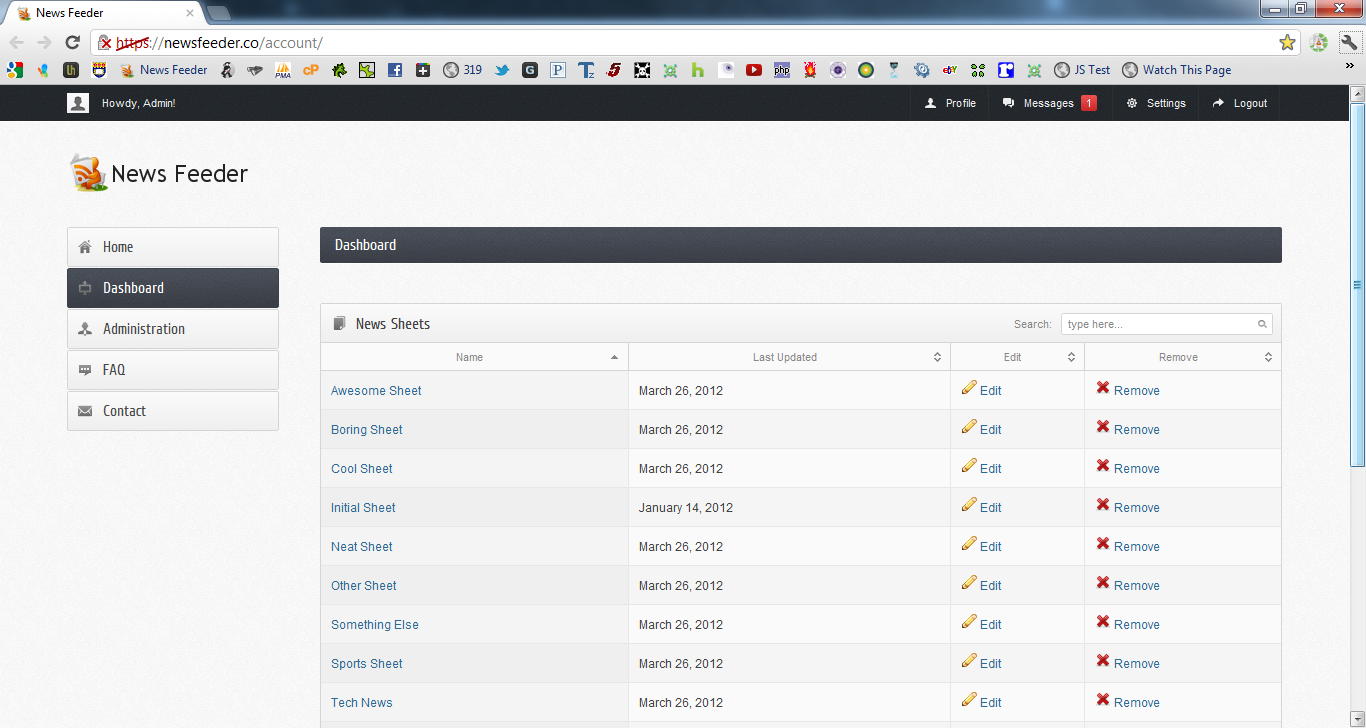 News Feeder
https://newsfeeder.co/account/
News Feeder 319 JS Test Watch This Page »
Howdy, Admin! Profile Messages 1 Settings Logout
News Feeder
Home
Dashboard
Administration
FAQ
Contact
Dashboard
News Sheets Search: type here...
Name Last Updated Edit Remove
Awesome Sheet March 26, 2012 Edit Remove
Boring Sheet March 26, 2012 Edit Remove
Cool Sheet March 26, 2012 Edit Remove
Initial Sheet January 14, 2012 Edit Remove
Neat Sheet March 26, 2012 Edit Remove
Other Sheet March 26, 2012 Edit Remove
Something Else March 26, 2012 Edit Remove
Sports Sheet March 26, 2012 Edit Remove
Tech News March 26, 2012 Edit Remove